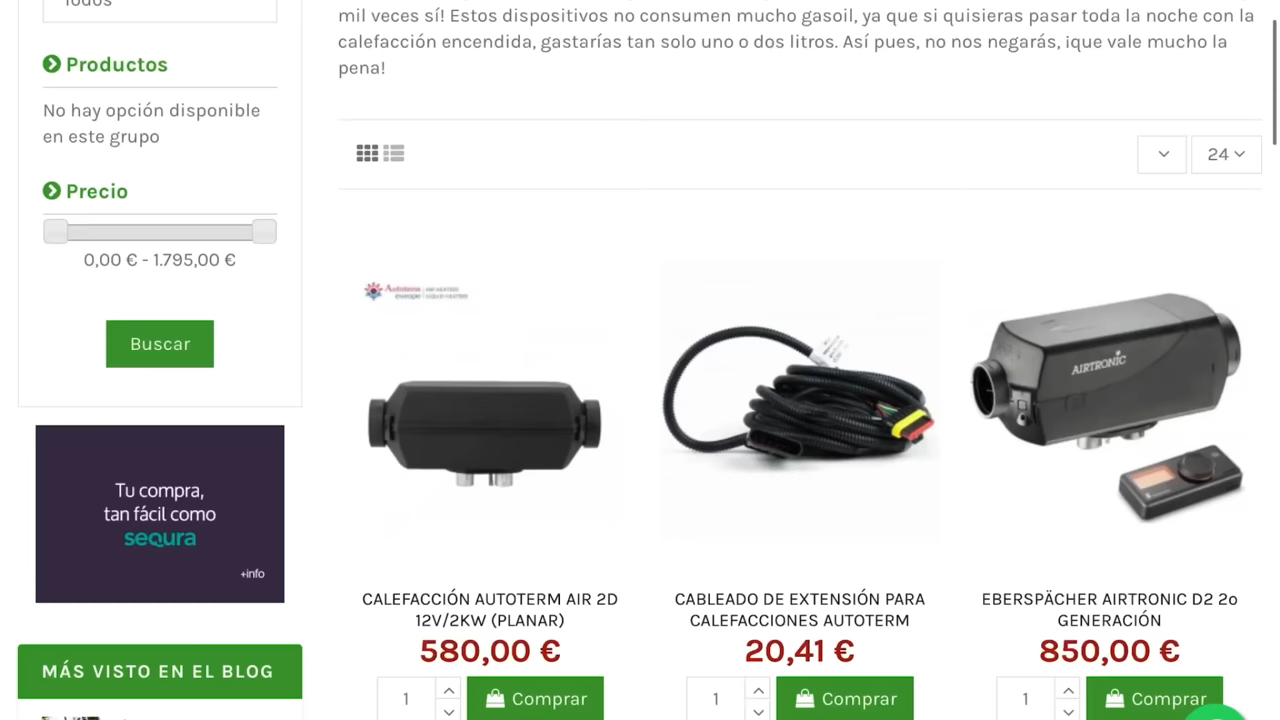 Todos
Productos
No hay opción disponible
en este grupo
Precio
0,00 € - 1.795,00 €
Buscar
Tu compra,
tan fácil como
seQura
+info
MÁS VISTO EN EL BLOG
mil veces sí! Estos dispositivos no consumen mucho gasoil, ya que si quisieras pasar toda la noche con la
calefacción encendida, gastarías tan solo uno o dos litros. Así pues, no nos negarás, ¡que vale mucho la
pena!
24
Autoterm
AIRTRONIC
CALEFACCIÓN AUTOTERM AIR 2D
12V/2KW (PLANAR)
580,00 €
1
Comprar
CABLEADO DE EXTENSIÓN PARA
CALEFACCIONES AUTOTERM
20,41 €
1
Comprar
EBERSPÄCHER AIRTRONIC D2 2o
GENERACIÓN
850,00 €
1
Comprar